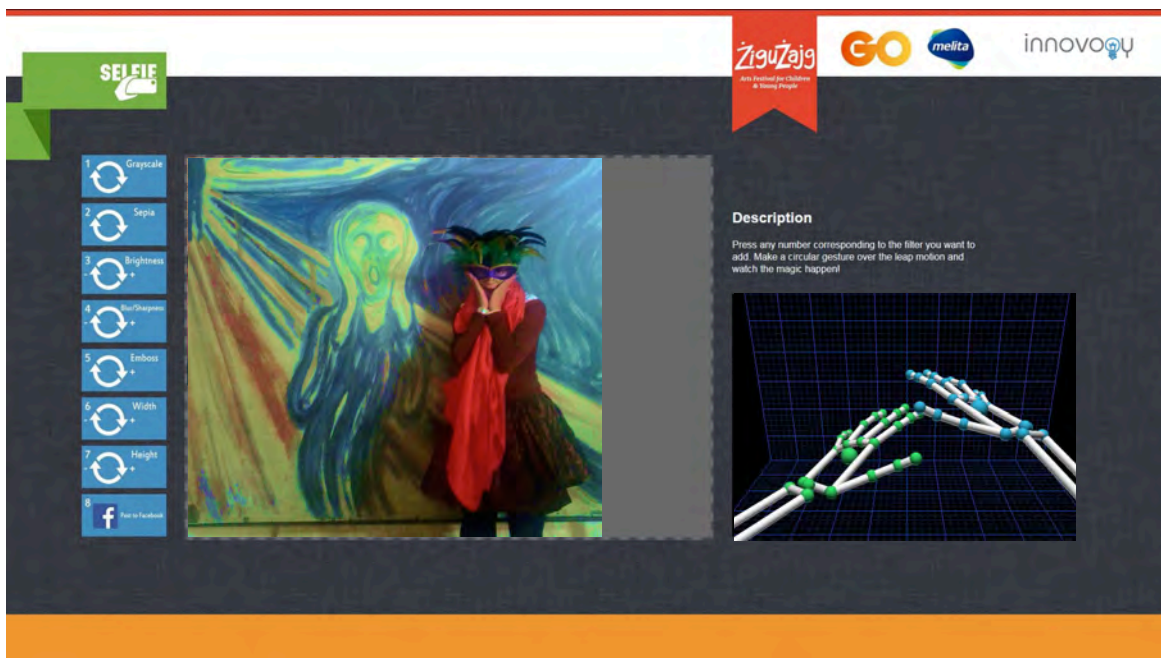 SELFIE
ŻiguŻajg
Arts Festival for Children
& Young People
GO
melita
innovogy
1 Grayscale
2 Sepia
3 Brightness
- +
4 Blur/Sharpness
- +
5 Emboss
+
6 Width
- +
7 Height
- +
8 f Post to Facebook
Description
Press any number corresponding to the filter you want to
add. Make a circular gesture over the leap motion and
watch the magic happen!